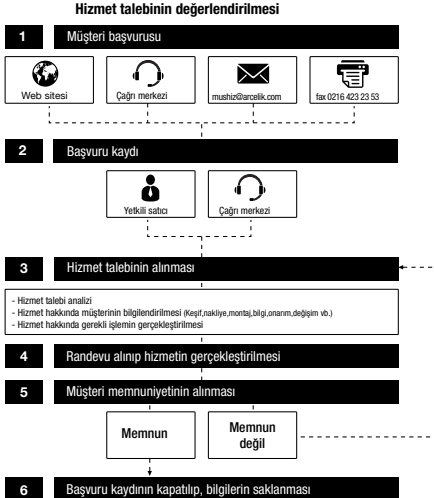 Hizmet talebinin değerlendirilmesi
1 Müşteri başvurusu
Web sitesi
Çağrı merkezi
mushiz@arcelik.com
fax 0216 423 23 53
2 Başvuru kaydı
Yetkili satıcı
Çağrı merkezi
3 Hizmet talebinin alınması
- Hizmet talebi analizi
- Hizmet hakkında müşterinin bilgilendirilmesi (Keşif,nakliye,montaj,bilgi,onarım,değişim vb.)
- Hizmet hakkında gerekli işlemin gerçekleştirilmesi
4 Randevu alınıp hizmetin gerçekleştirilmesi
5 Müşteri memnuniyetinin alınması
Memnun
Memnun
değil
6 Başvuru kaydının kapatılıp, bilgilerin saklanması